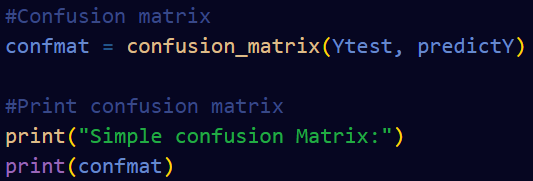 #Confusion matrix
confmat = confusion_matrix(Ytest, predictY)
#Print confusion matrix
print("Simple confusion Matrix:")
print(confmat)